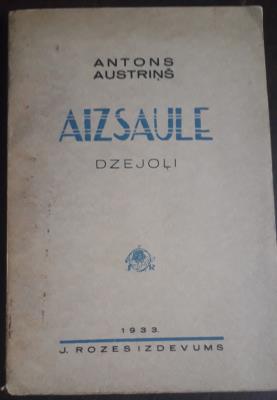 ANTONS
AUSTRIŅŠ
AIZSAULE
DZEJOĻI
1933.
J. ROZES IZDEVUMS